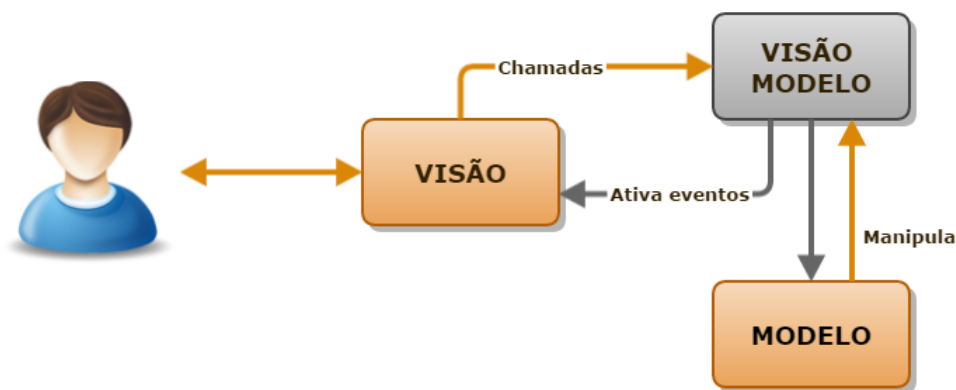 VISÃO
MODELO
Chamadas
VISÃO
Ativa eventos
Manipula
MODELO